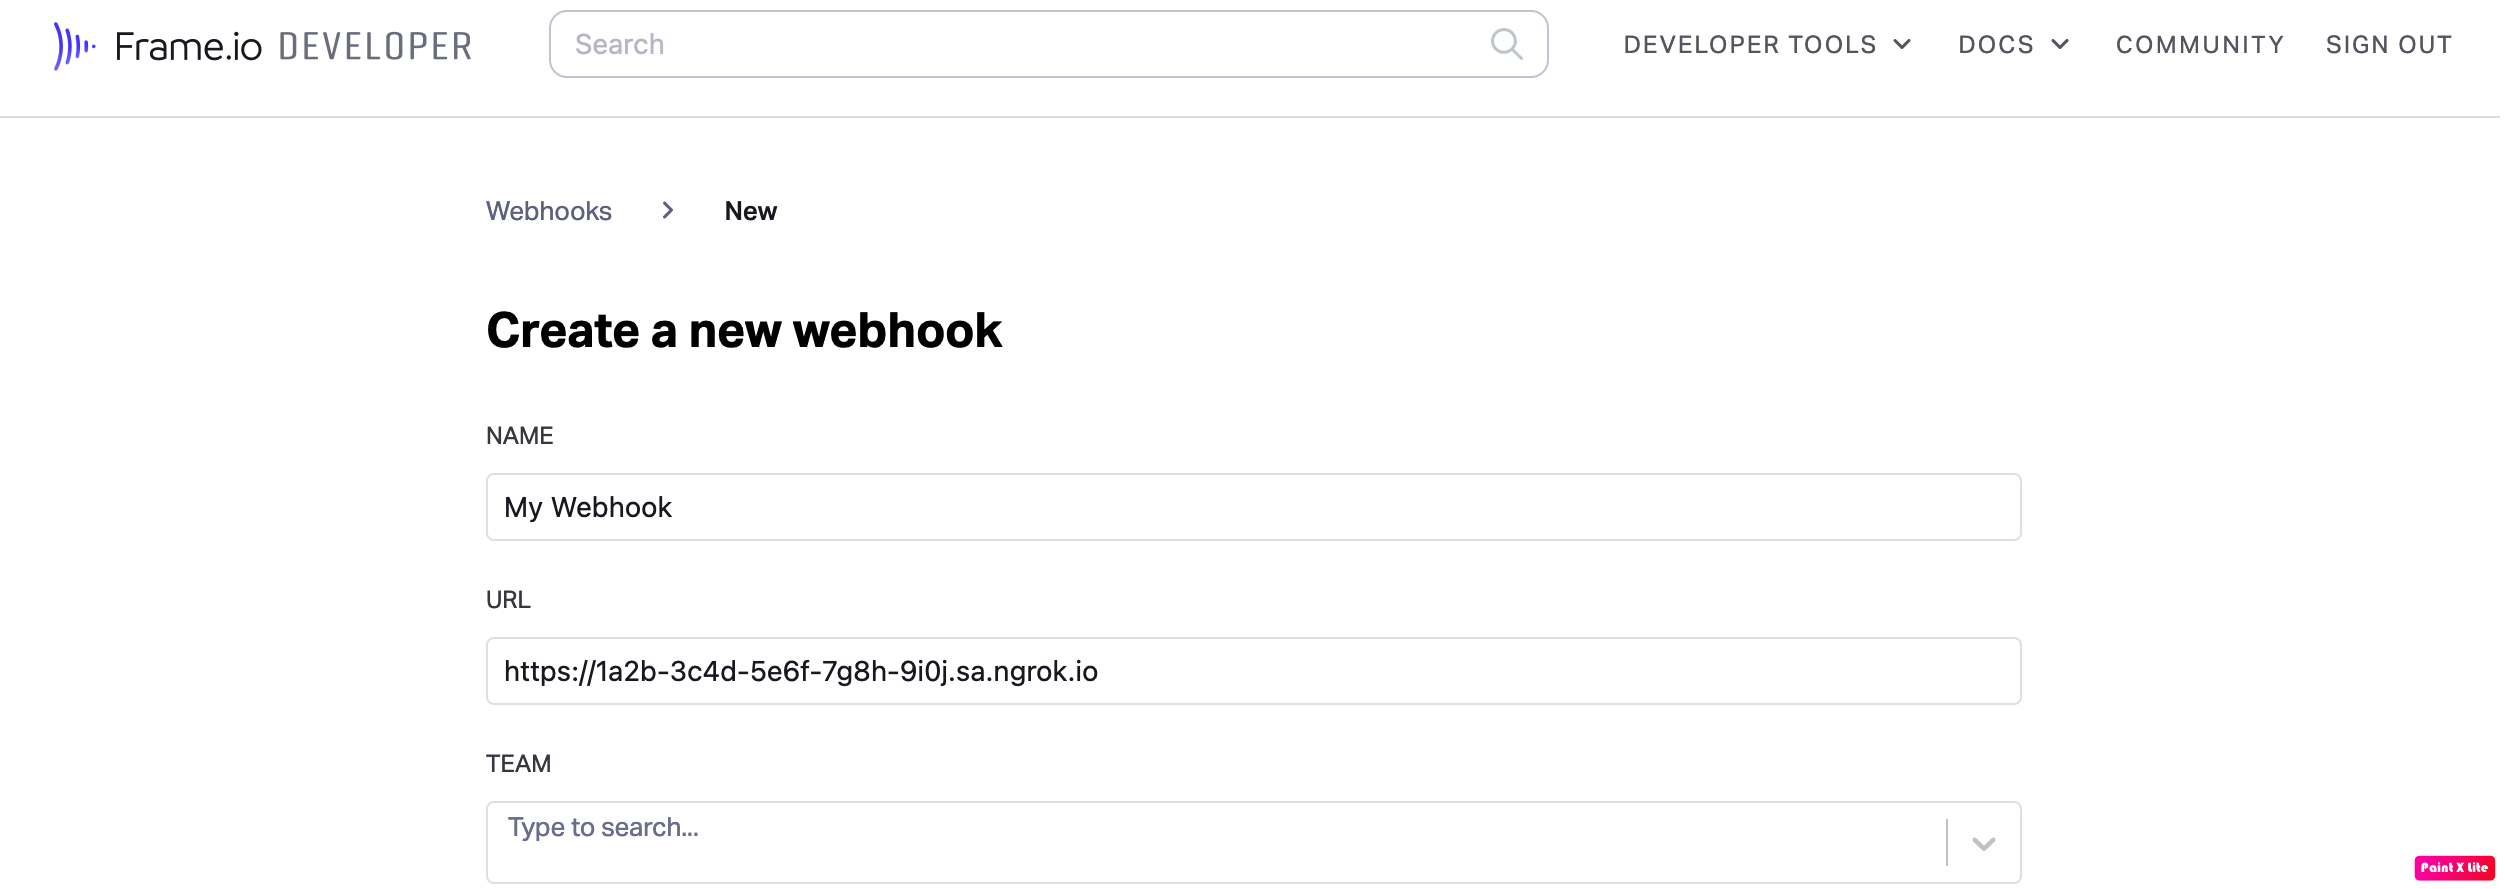 Frame.io DEVELOPER
Search
DEVELOPER TOOLS
DOCS
COMMUNITY
SIGN OUT
Webhooks
New
Create a new webhook
NAME
My Webhook
URL
https://1a2b-3c4d-5e6f-7g8h-9i0j.sa.ngrok.io
TEAM
Type to search...
Paint X Lite